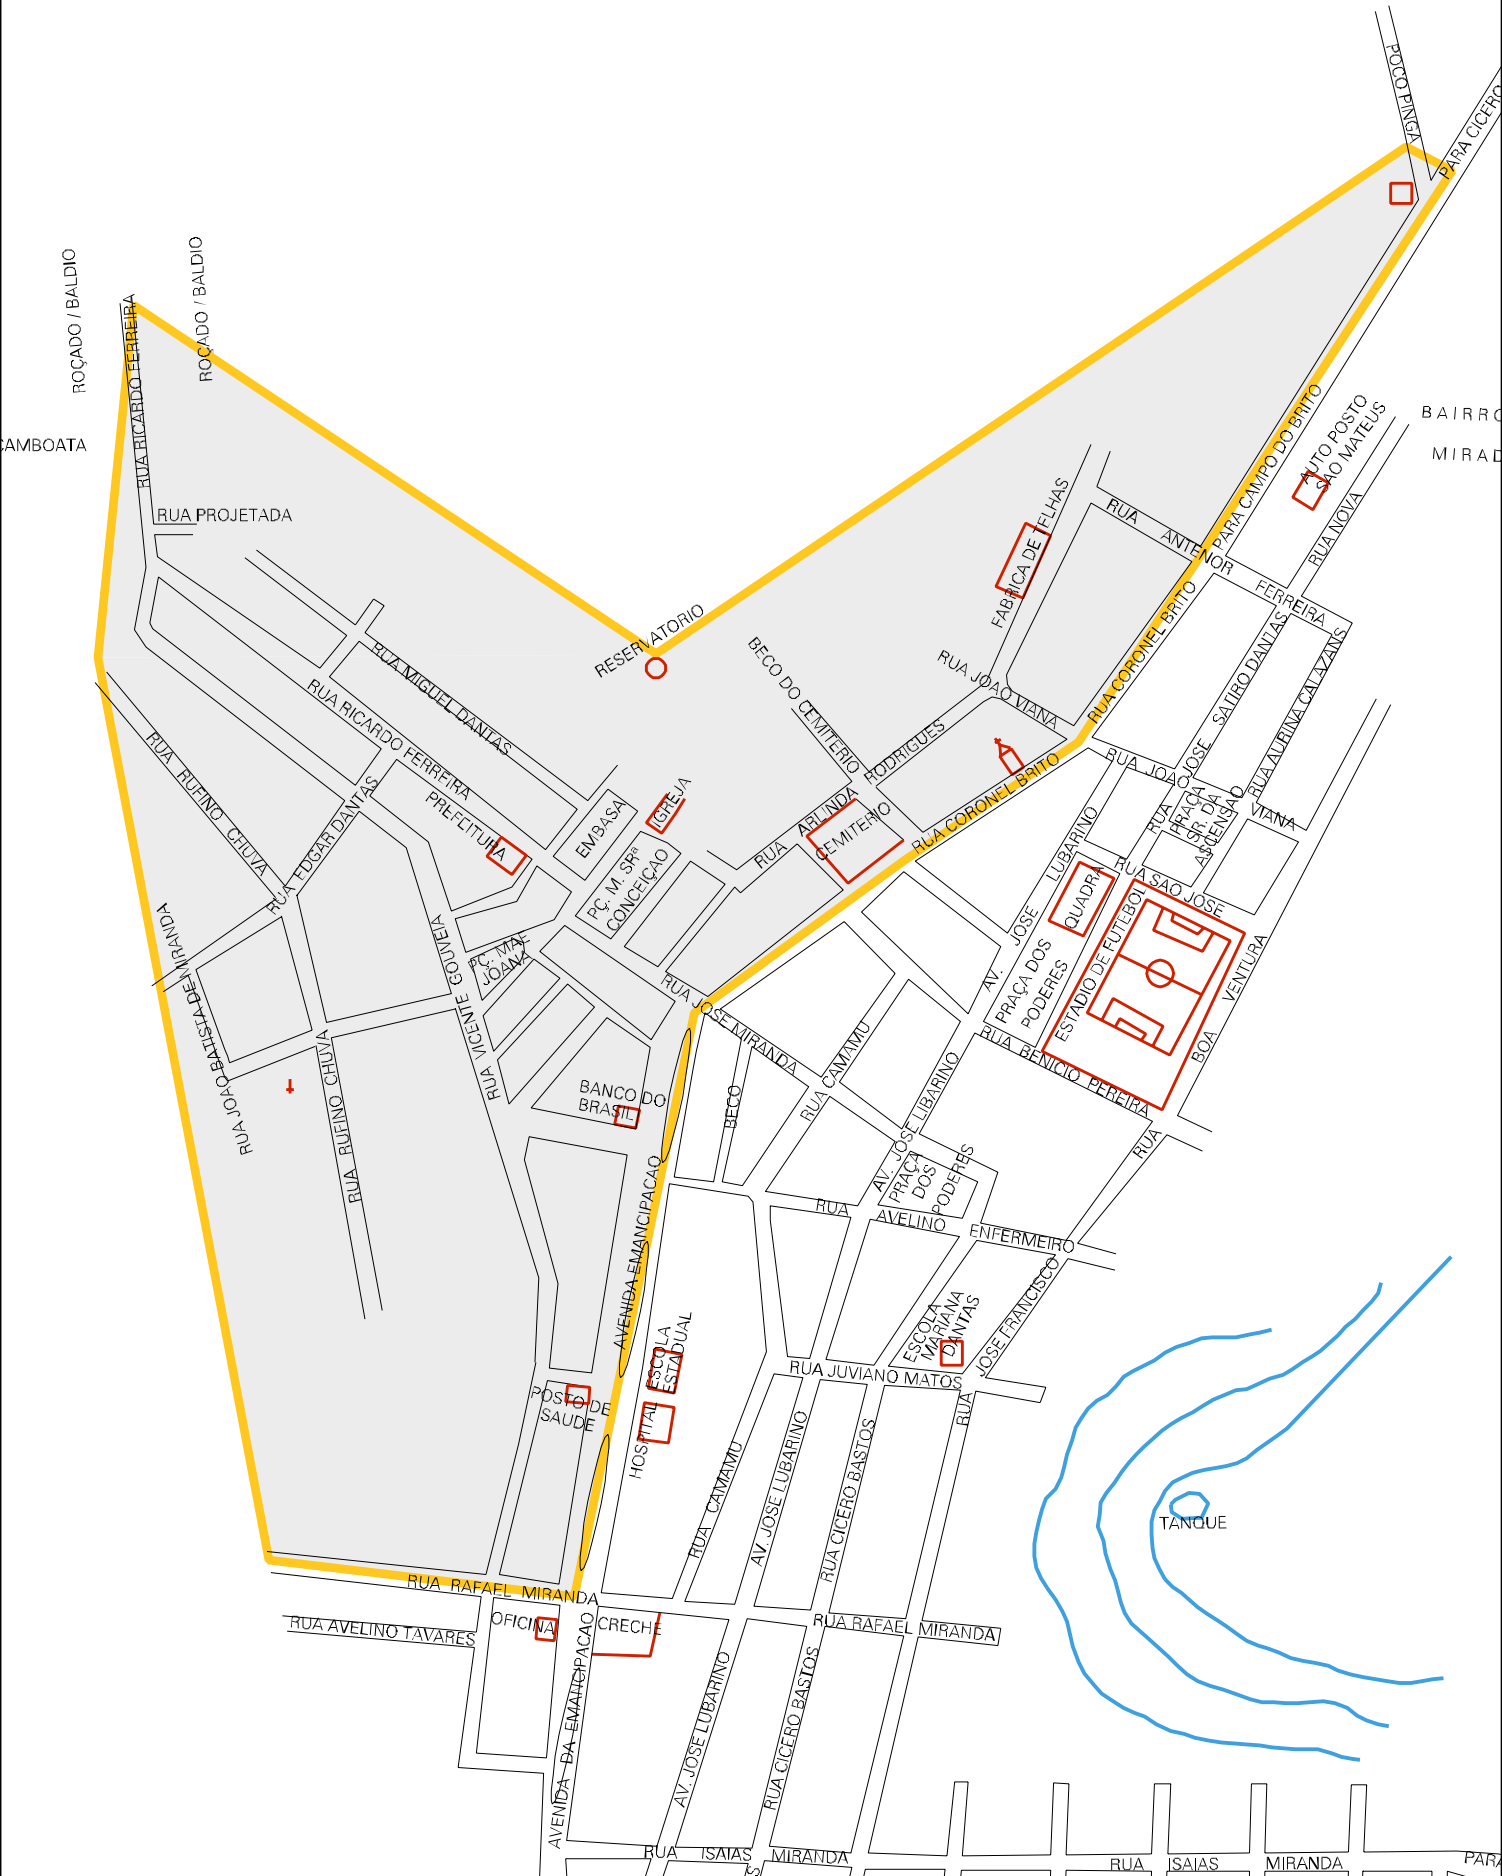 POCO PINGA
PARA CICERO
ROÇADO / BALDIO
ROÇADO / BALDIO
CAMBOATA
RUA RICARDO FERREIRA
RUA PROJETADA
PARA CAMPO DO BRITO
AUTO POSTO
SAO MATEUS
BAIRRO
MIRAD
RUA NOVA
FABRICA DE TELHAS
RUA ANTENOR FERREIRA
RESERVATORIO
BECO DO CEMITERIO
RUA JOAO VIANA
RUA CORONEL BRITO
RUA JOSE SATIRO DANTAS
RUA AURINA CALAZANS
RUA MIGUEL DANTAS
RUA RICARDO FERREIRA
RUA RUFINO CHUVA
RUA EDGAR DANTAS
PREFEITURA
EMBASA
IGREJA
PÇ. M. SRª
CONCEIÇAO
RUA ARLINDA RODRIGUES
CEMITERIO
RUA CORONEL BRITO
RUA JOAO VIANA
PRAÇA
SR. DA
ASCENSAO
AV. JOSE LUBARINO
QUADRA
RUA SAO JOSE
ESTADIO DE FUTEBOL
PRAÇA DOS
PODERES
RUA BOA VENTURA
RUA JOAO BATISTA DE MIRANDA
RUA VICENTE GOUVEIA
PÇ. MAE
JOANA
RUA JOSE MIRANDA
RUA CAMAMU
RUA BENICIO PEREIRA
RUA RUFINO CHUVA
BANCO DO
BRASIL
BECO
AV. JOSE LIBARINO
PRAÇA
DOS
PODERES
AVENIDA EMANCIPACAO
RUA AVELINO ENFERMEIRO
ESCOLA
MARIANA
DANTAS
RUA JOSE FRANCISCO
ESCOLA
ESTADUAL
HOSPITAL
RUA JUVIANO MATOS
POSTO DE
SAUDE
RUA CAMAMU
AV. JOSE LUBARINO
RUA CICERO BASTOS
TANQUE
RUA RAFAEL MIRANDA
RUA AVELINO TAVARES
OFICINA
CRECHE
RUA RAFAEL MIRANDA
AVENIDA DA EMANCIPACAO
AV. JOSE LUBARINO
RUA CICERO BASTOS
RUA ISAIAS MIRANDA
RUA ISAIAS MIRANDA
PARA